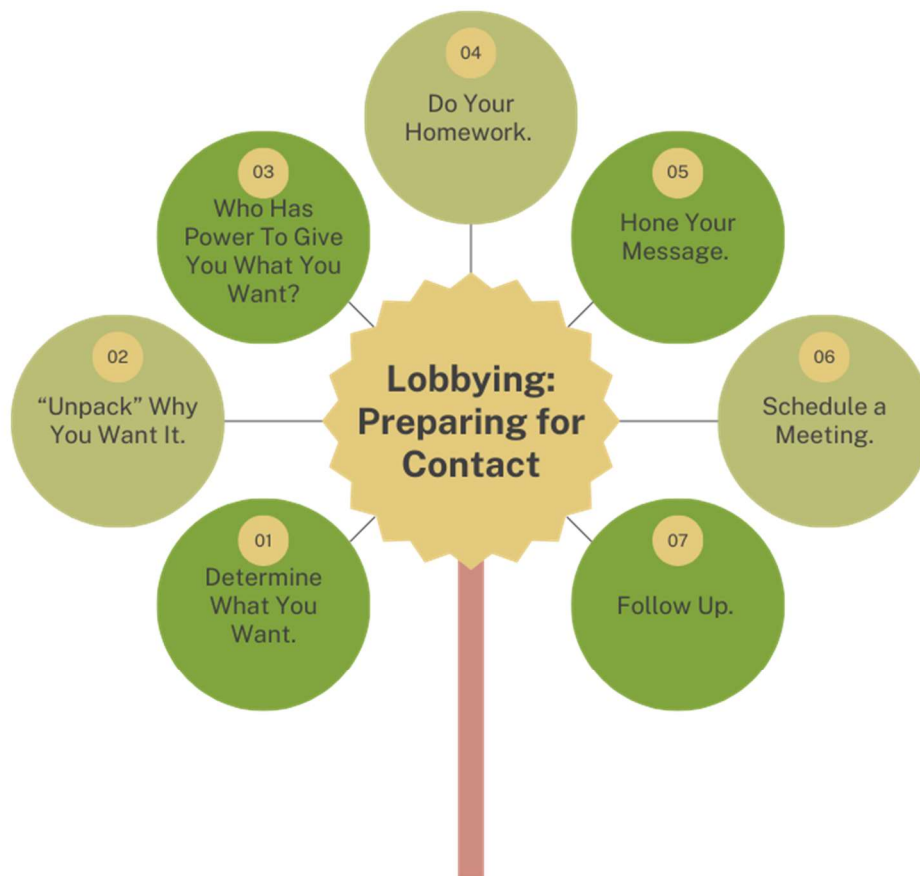 04
Do Your
Homework.
03
Who Has
Power To Give
You What You
Want?
05
Hone Your
Message.
02
“Unpack” Why
You Want It.
Lobbying:
Preparing for
Contact
06
Schedule a
Meeting.
01
Determine
What You
Want.
07
Follow Up.